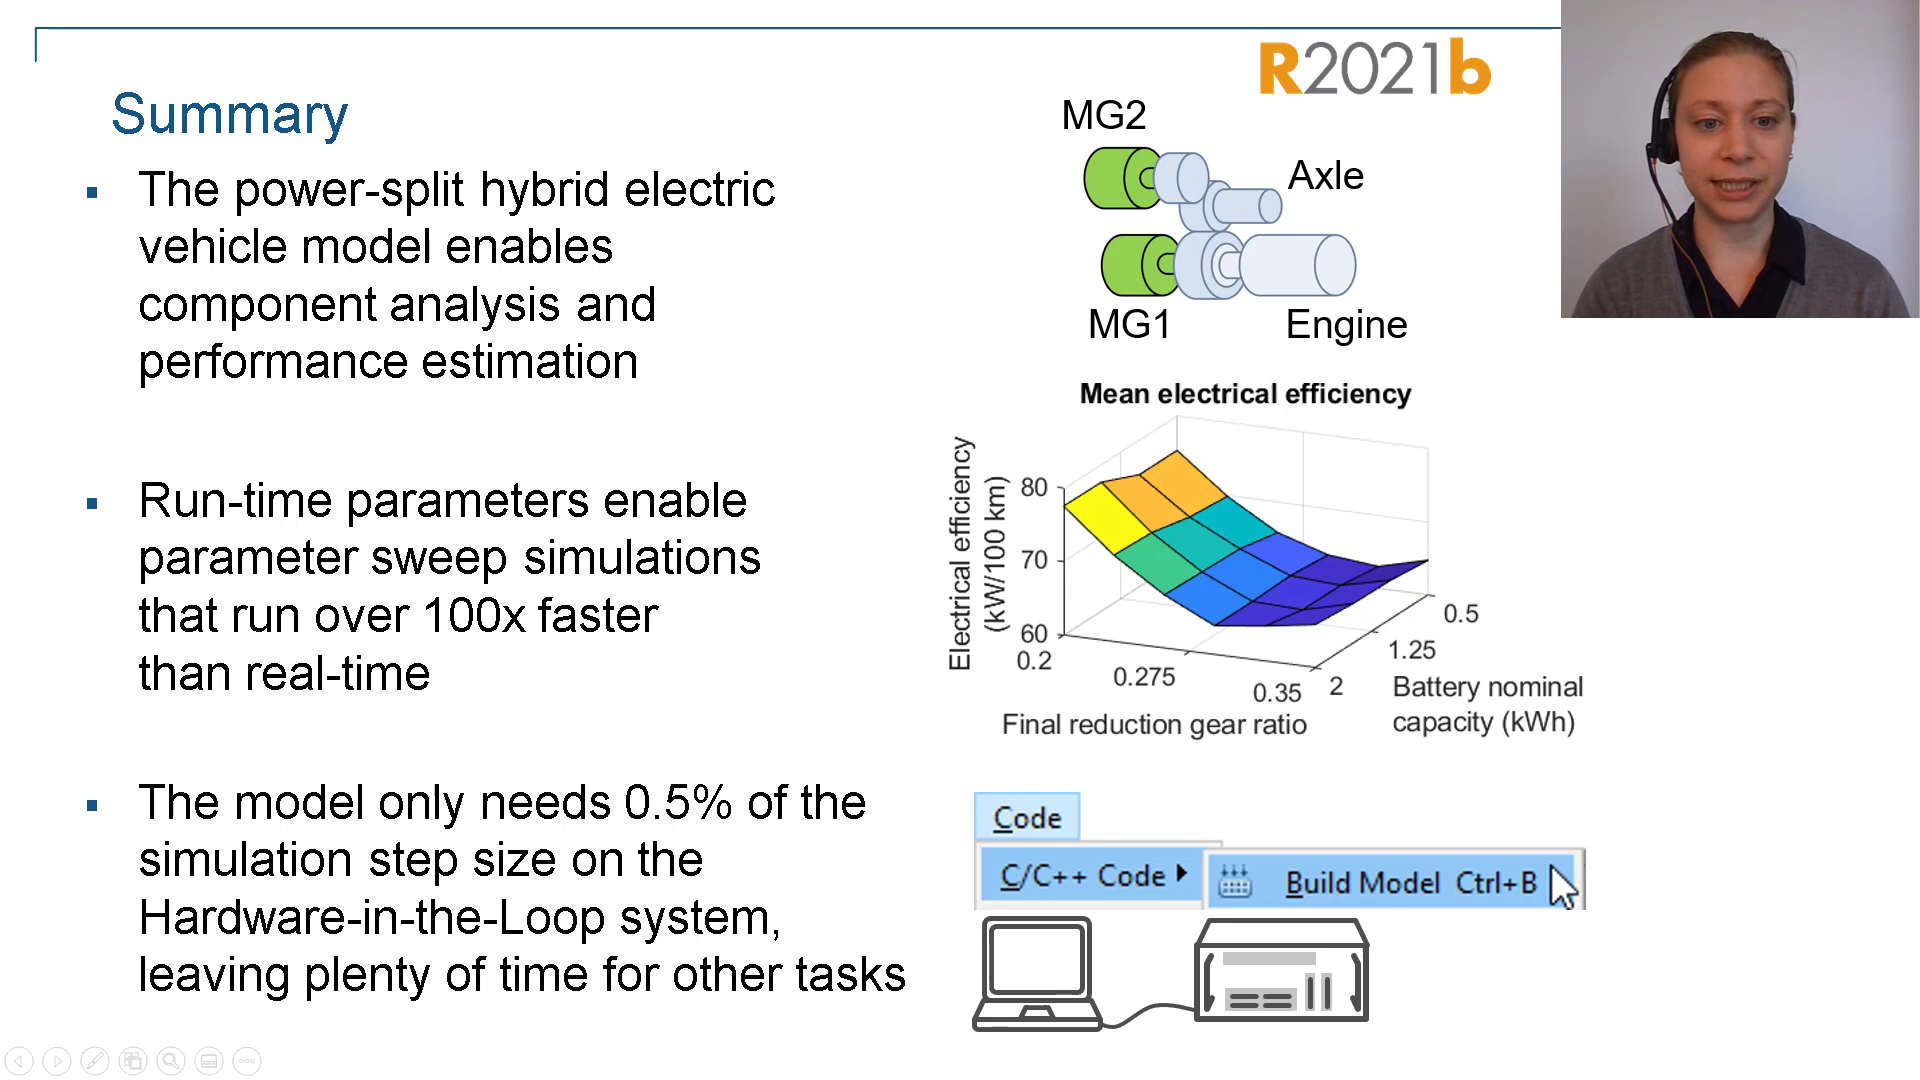 R2021b
Summary
▪ The power-split hybrid electric
vehicle model enables
component analysis and
performance estimation
▪ Run-time parameters enable
parameter sweep simulations
that run over 100x faster
than real-time
▪ The model only needs 0.5% of the
simulation step size on the
Hardware-in-the-Loop system,
leaving plenty of time for other tasks
MG2
Axle
MG1
Engine
Mean electrical efficiency
Electrical efficiency
(kW/100 km)
80
70
60
0.2
0.275
0.35
Final reduction gear ratio
0.5
1.25
2
Battery nominal
capacity (kWh)
Code
C/C++ Code
Build Model Ctrl+B